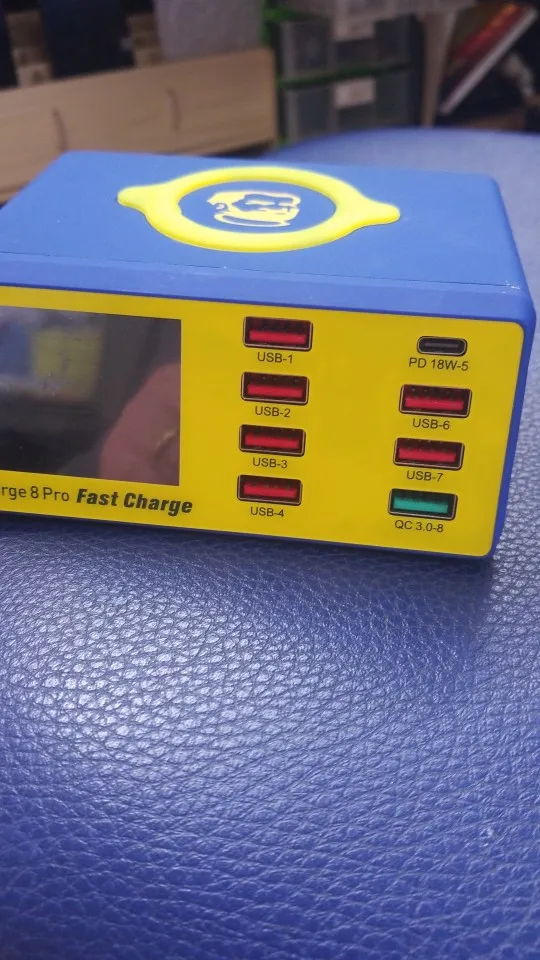 USB-1
USB-2
USB-3
USB-4
PD 18W-5
USB-6
USB-7
QC 3.0-8
rge 8 Pro Fast Charge